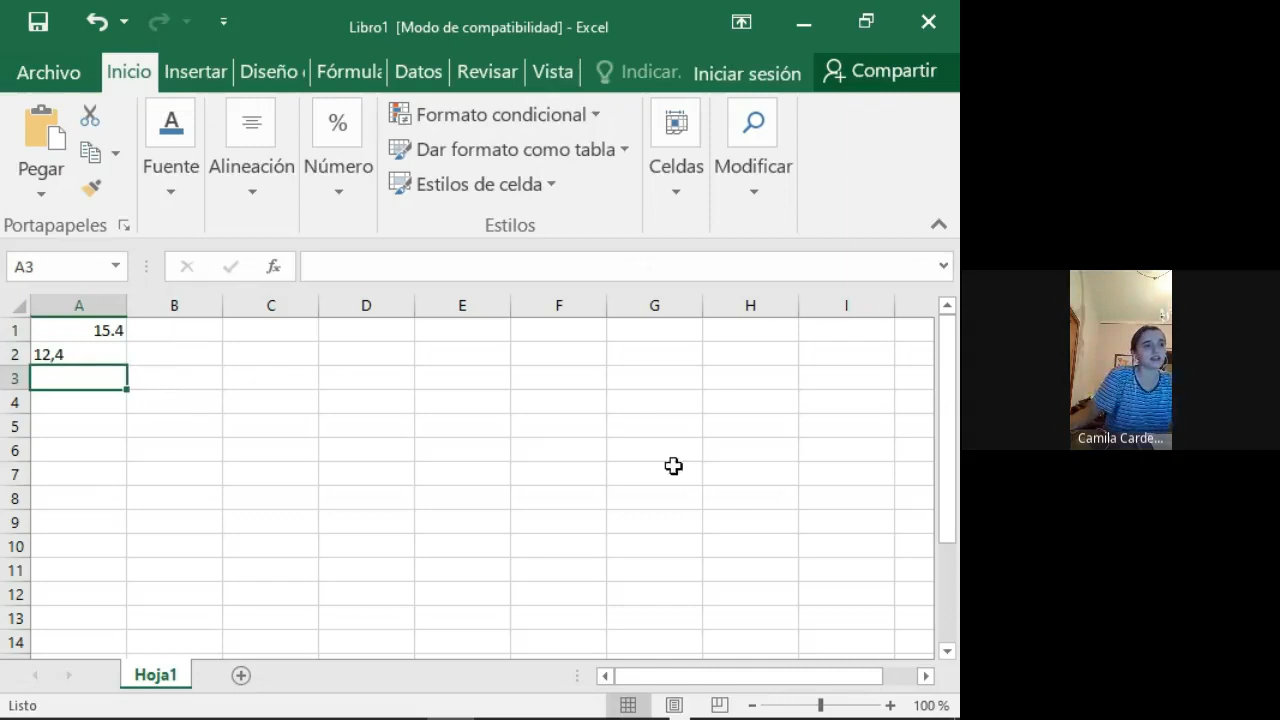 Libro1 [Modo de compatibilidad] - Excel
Archivo Inicio Insertar Diseño Fórmula Datos Revisar Vista Indicar. Iniciar sesión Compartir
Pegar
Fuente
Alineación
%
Número
Formato condicional
Dar formato como tabla
Estilos de celda
Celdas
Modificar
Portapapeles
Estilos
A3
fx
A B C D E F G H I
1 15.4
2 12,4
3
4
5
6
7
8
9
10
11
12
13
14
Camila Carde...
Hoja1
Listo
100 %